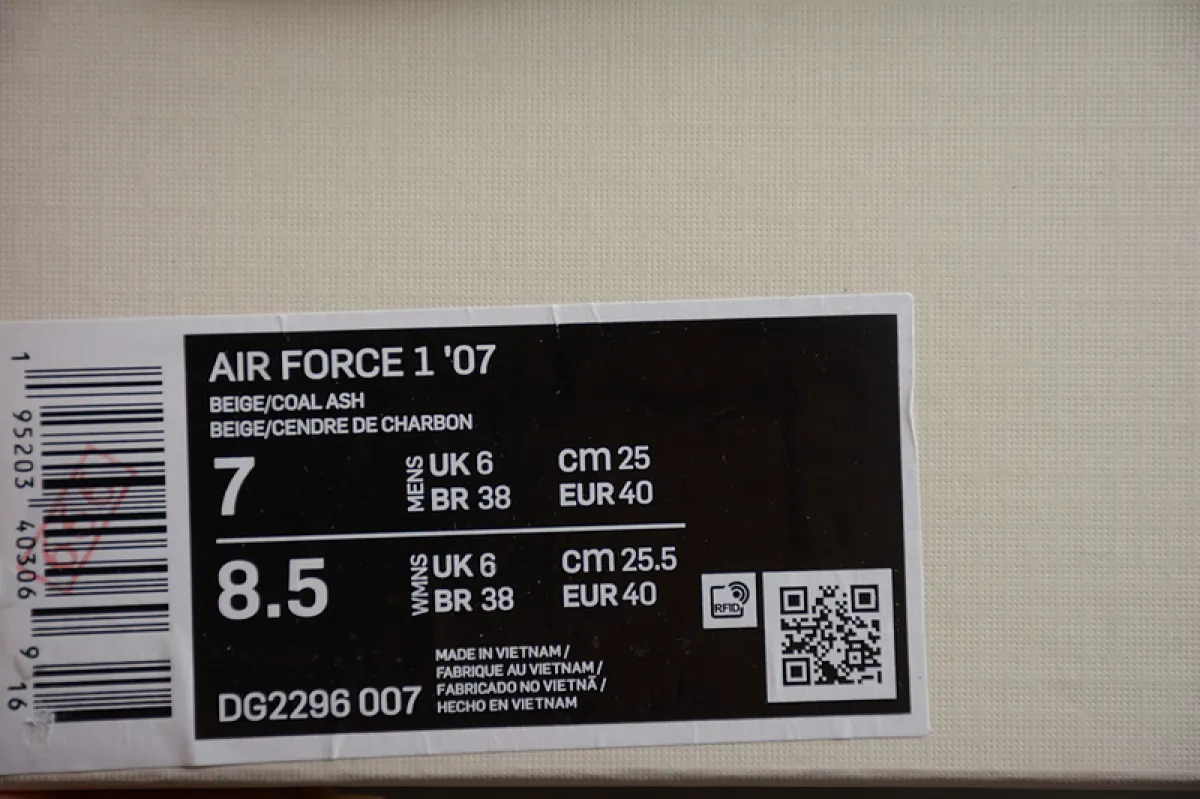 AIR FORCE 1 '07
BEIGE/COAL ASH
BEIGE/CENDRE DE CHARBON
7
MENS
UK 6
cm 25
BR 38
EUR 40
8.5
WMNS
UK 6
cm 25.5
BR 38
EUR 40
RFID
DG2296 007
MADE IN VIETNAM /
FABRIQUE AU VIETNAM /
FABRICADO NO VIETNÃ /
HECHO EN VIETNAM
1 95203 40306 9 16